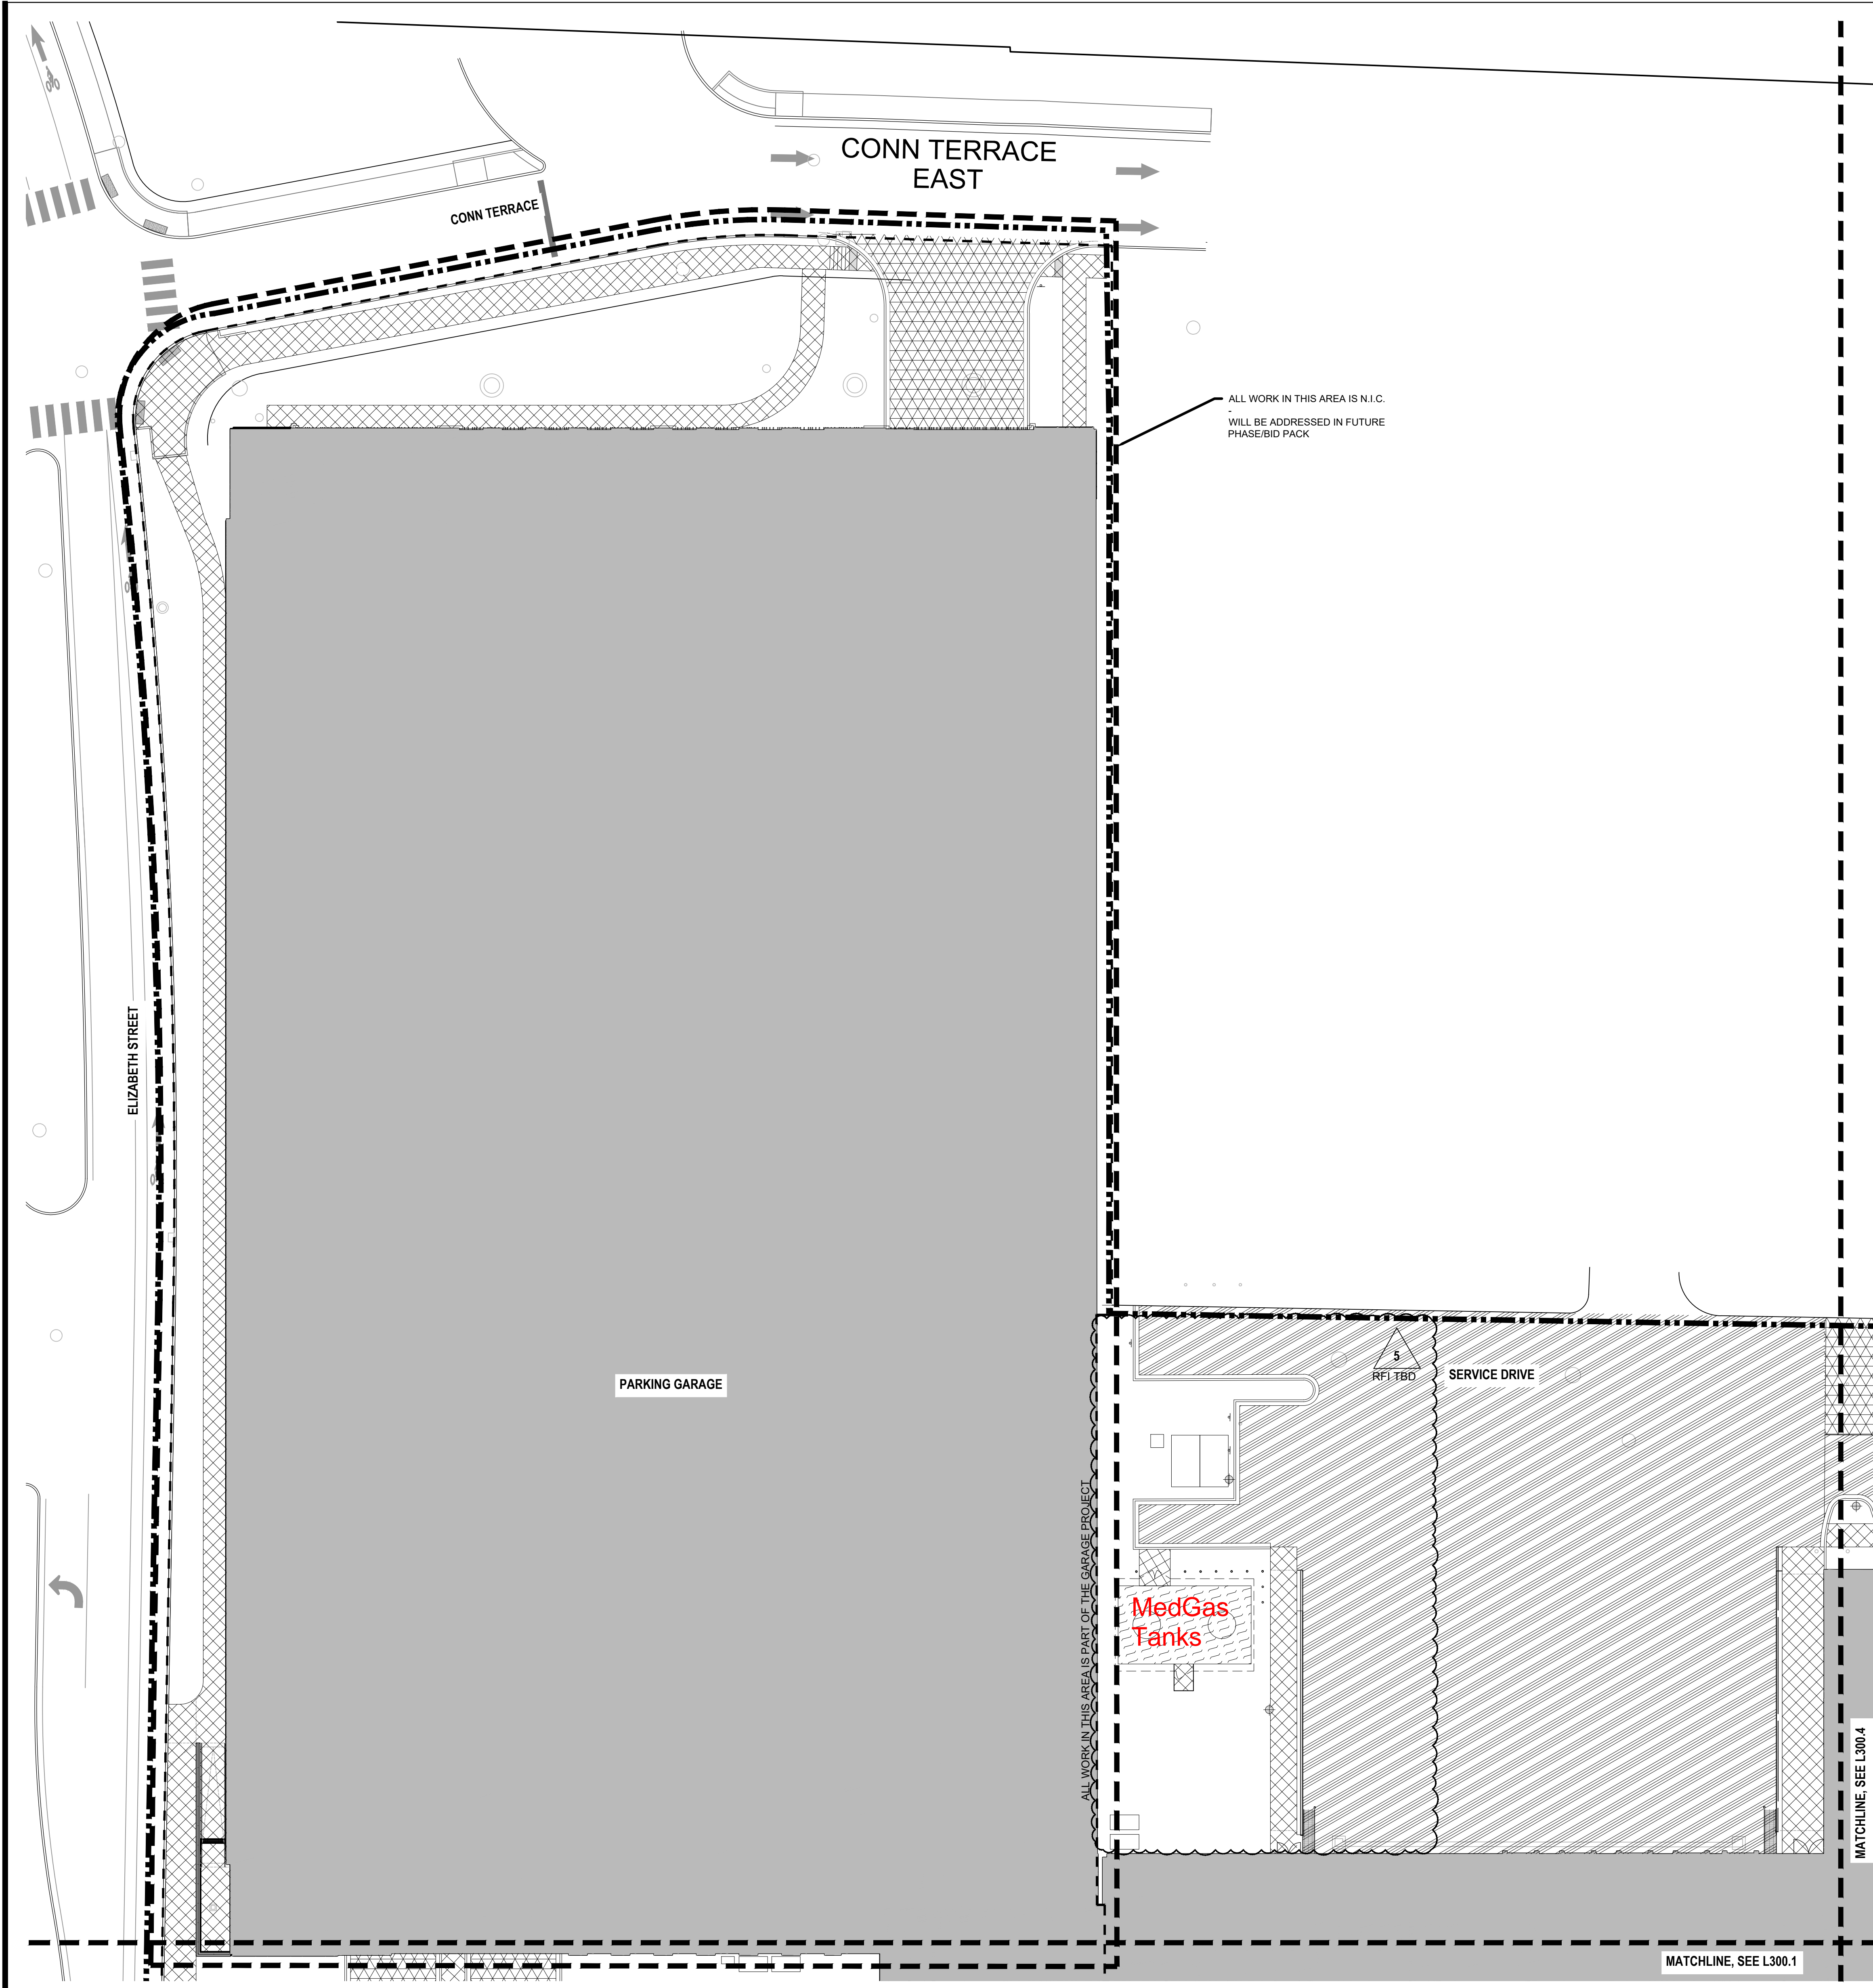 CONN TERRACE
EAST
CONN TERRACE
ALL WORK IN THIS AREA IS N.I.C.
-
WILL BE ADDRESSED IN FUTURE
PHASE/BID PACK
ELIZABETH STREET
PARKING GARAGE
5
RFI TBD
SERVICE DRIVE
ALL WORK IN THIS AREA IS PART OF THE GARAGE PROJECT
MedGas
Tanks
MATCHLINE, SEE L300.4
MATCHLINE, SEE L300.1